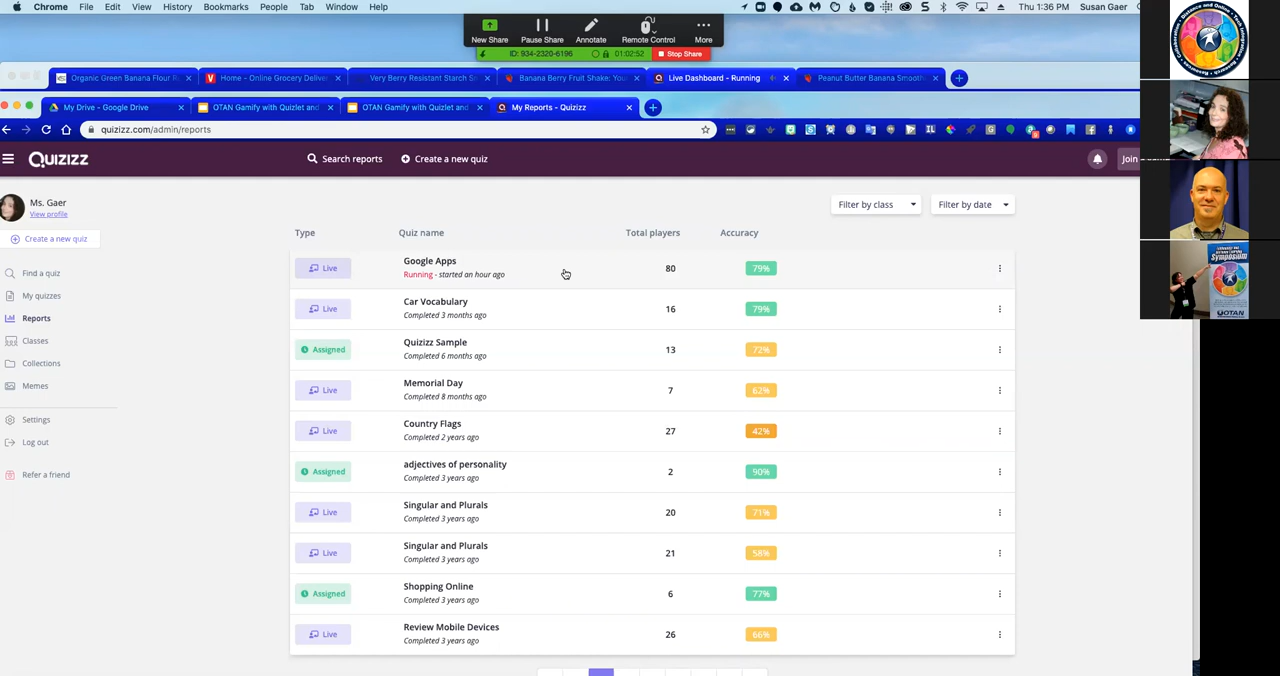 Chrome File Edit View History Bookmarks People Tab Window Help
Thu 1:36 PM Susan Gaer
New Share Pause Share Annotate Remote Control More
ID: 934-2320-6196 01:02:52 Stop Share
Organic Green Banana Flour R
Home - Online Grocery Deliver
Very Berry Resistant Starch Sm
Banana Berry Fruit Shake: You
Live Dashboard - Running
Peanut Butter Banana Smooth
My Drive - Google Drive
OTAN Gamify with Quizlet and
OTAN Gamify with Quizlet and
My Reports - Quizizz
quizizz.com/admin/reports
Quizizz
Search reports
Create a new quiz
Join
Ms. Gaer
View profile
Create a new quiz
Find a quiz
My quizzes
Reports
Classes
Collections
Memes
Settings
Log out
Refer a friend
Filter by class
Filter by date
Type Quiz name Total players Accuracy
Live Google Apps 80 79%
Running - started an hour ago
Live Car Vocabulary 16 79%
Completed 3 months ago
Assigned Quizizz Sample 13 72%
Completed 6 months ago
Live Memorial Day 7 62%
Completed 8 months ago
Live Country Flags 27 42%
Completed 2 years ago
Assigned adjectives of personality 2 90%
Completed 3 years ago
Live Singular and Plurals 20 71%
Completed 3 years ago
Live Singular and Plurals 21 58%
Completed 3 years ago
Assigned Shopping Online 6 77%
Completed 3 years ago
Live Review Mobile Devices 26 66%
Completed 3 years ago
Symposium
OTAN